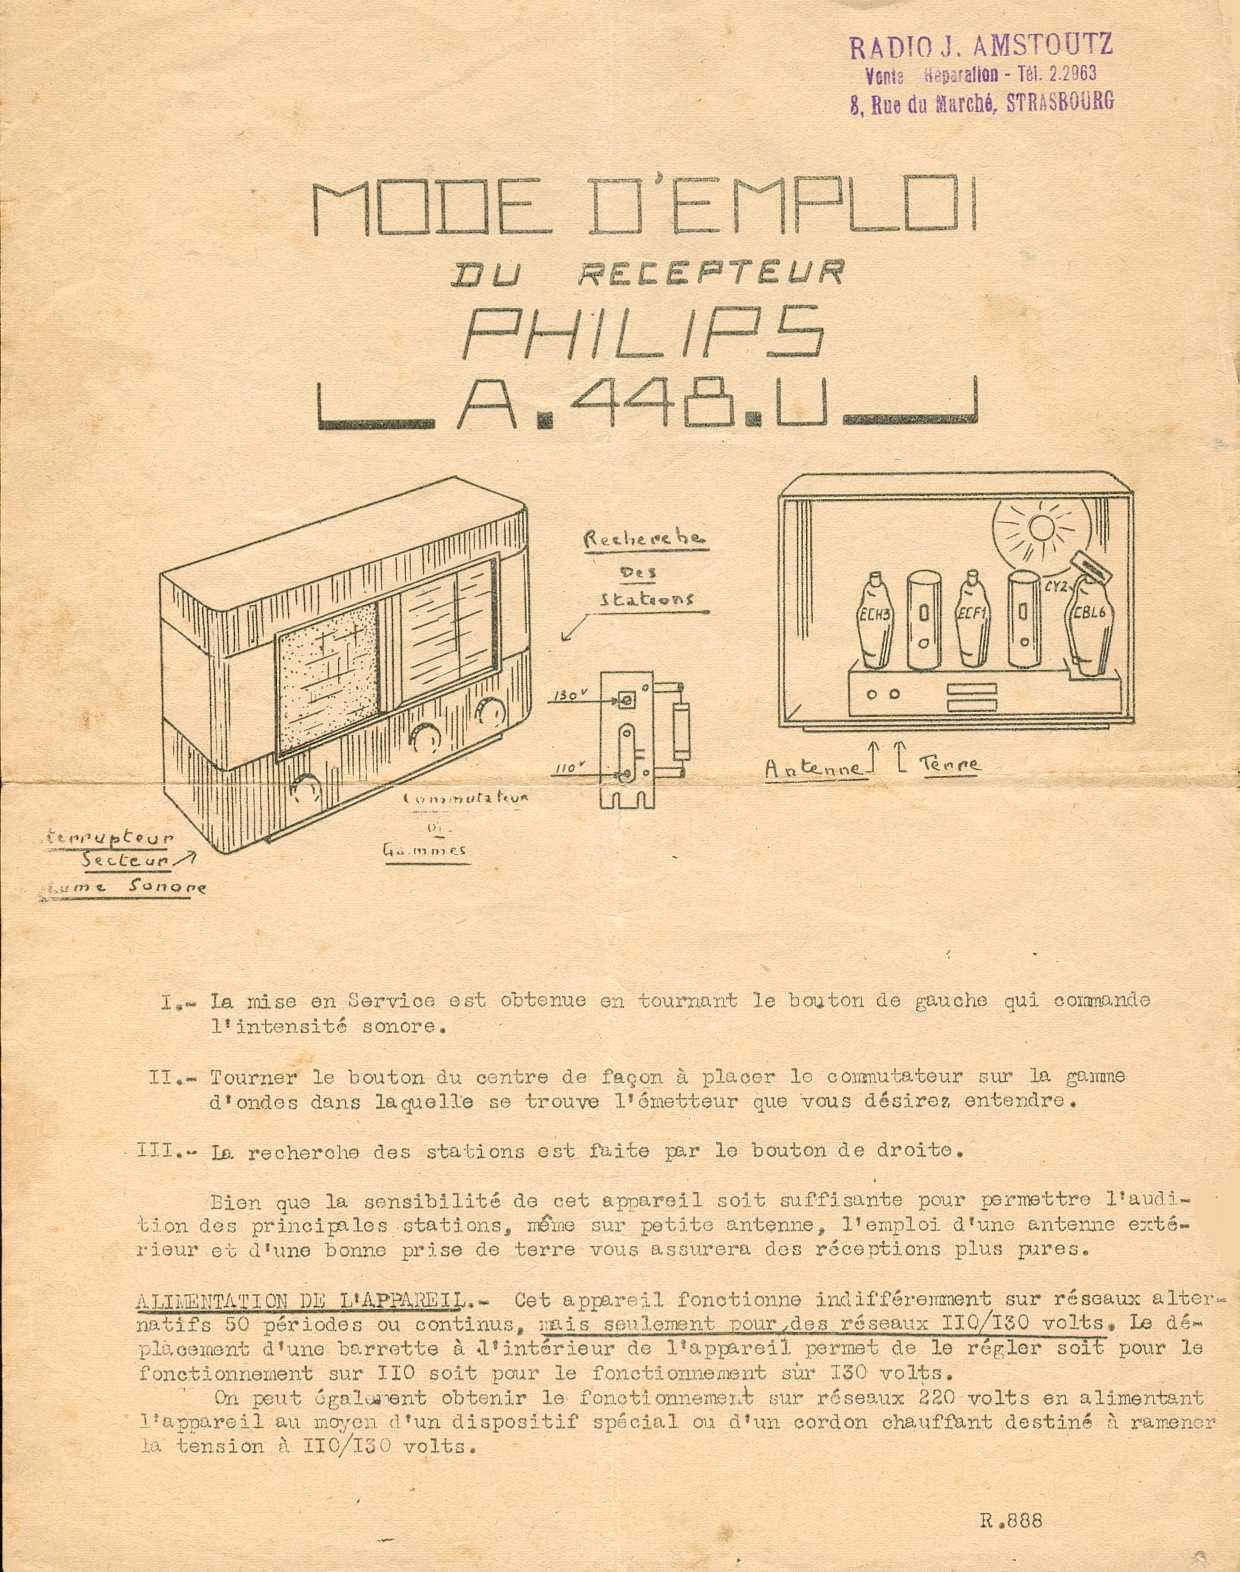 RADIO J. AMSTOUTZ
Vente Réparation - Tél. 2.2963
8, Rue du Marché, STRASBOURG
MODE D'EMPLOI
DU RECEPTEUR
PHILIPS
A.448.U
Recherche
Des
Stations
130v
110v
ECH3
ECF1
CY2
CBL6
Antenne
Terre
Commutateur
De
Gammes
terrupteur
Secteur
lume Sonore
I.- La mise en Service est obtenue en tournant le bouton de gauche qui commande
l'intensité sonore.
II.- Tourner le bouton du centre de façon à placer le commutateur sur la gamme
d'ondes dans laquelle se trouve l'émetteur que vous désirez entendre.
III.- La recherche des stations est faite par le bouton de droite.
Bien que la sensibilité de cet appareil soit suffisante pour permettre l'audi-
tion des principales stations, même sur petite antenne, l'emploi d'une antenne exté-
rieur et d'une bonne prise de terre vous assurera des réceptions plus pures.
ALIMENTATION DE L'APPAREIL.- Cet appareil fonctionne indifféremment sur réseaux alter-
natifs 50 périodes ou continus, mais seulement pour des réseaux II0/I30 volts. Le dé-
placement d'une barrette à l'intérieur de l'appareil permet de le régler soit pour le
fonctionnement sur II0 soit pour le fonctionnement sur I30 volts.
On peut également obtenir le fonctionnement sur réseaux 220 volts en alimentant
l'appareil au moyen d'un dispositif spécial ou d'un cordon chauffant destiné à ramener
la tension à II0/I30 volts.
R.888